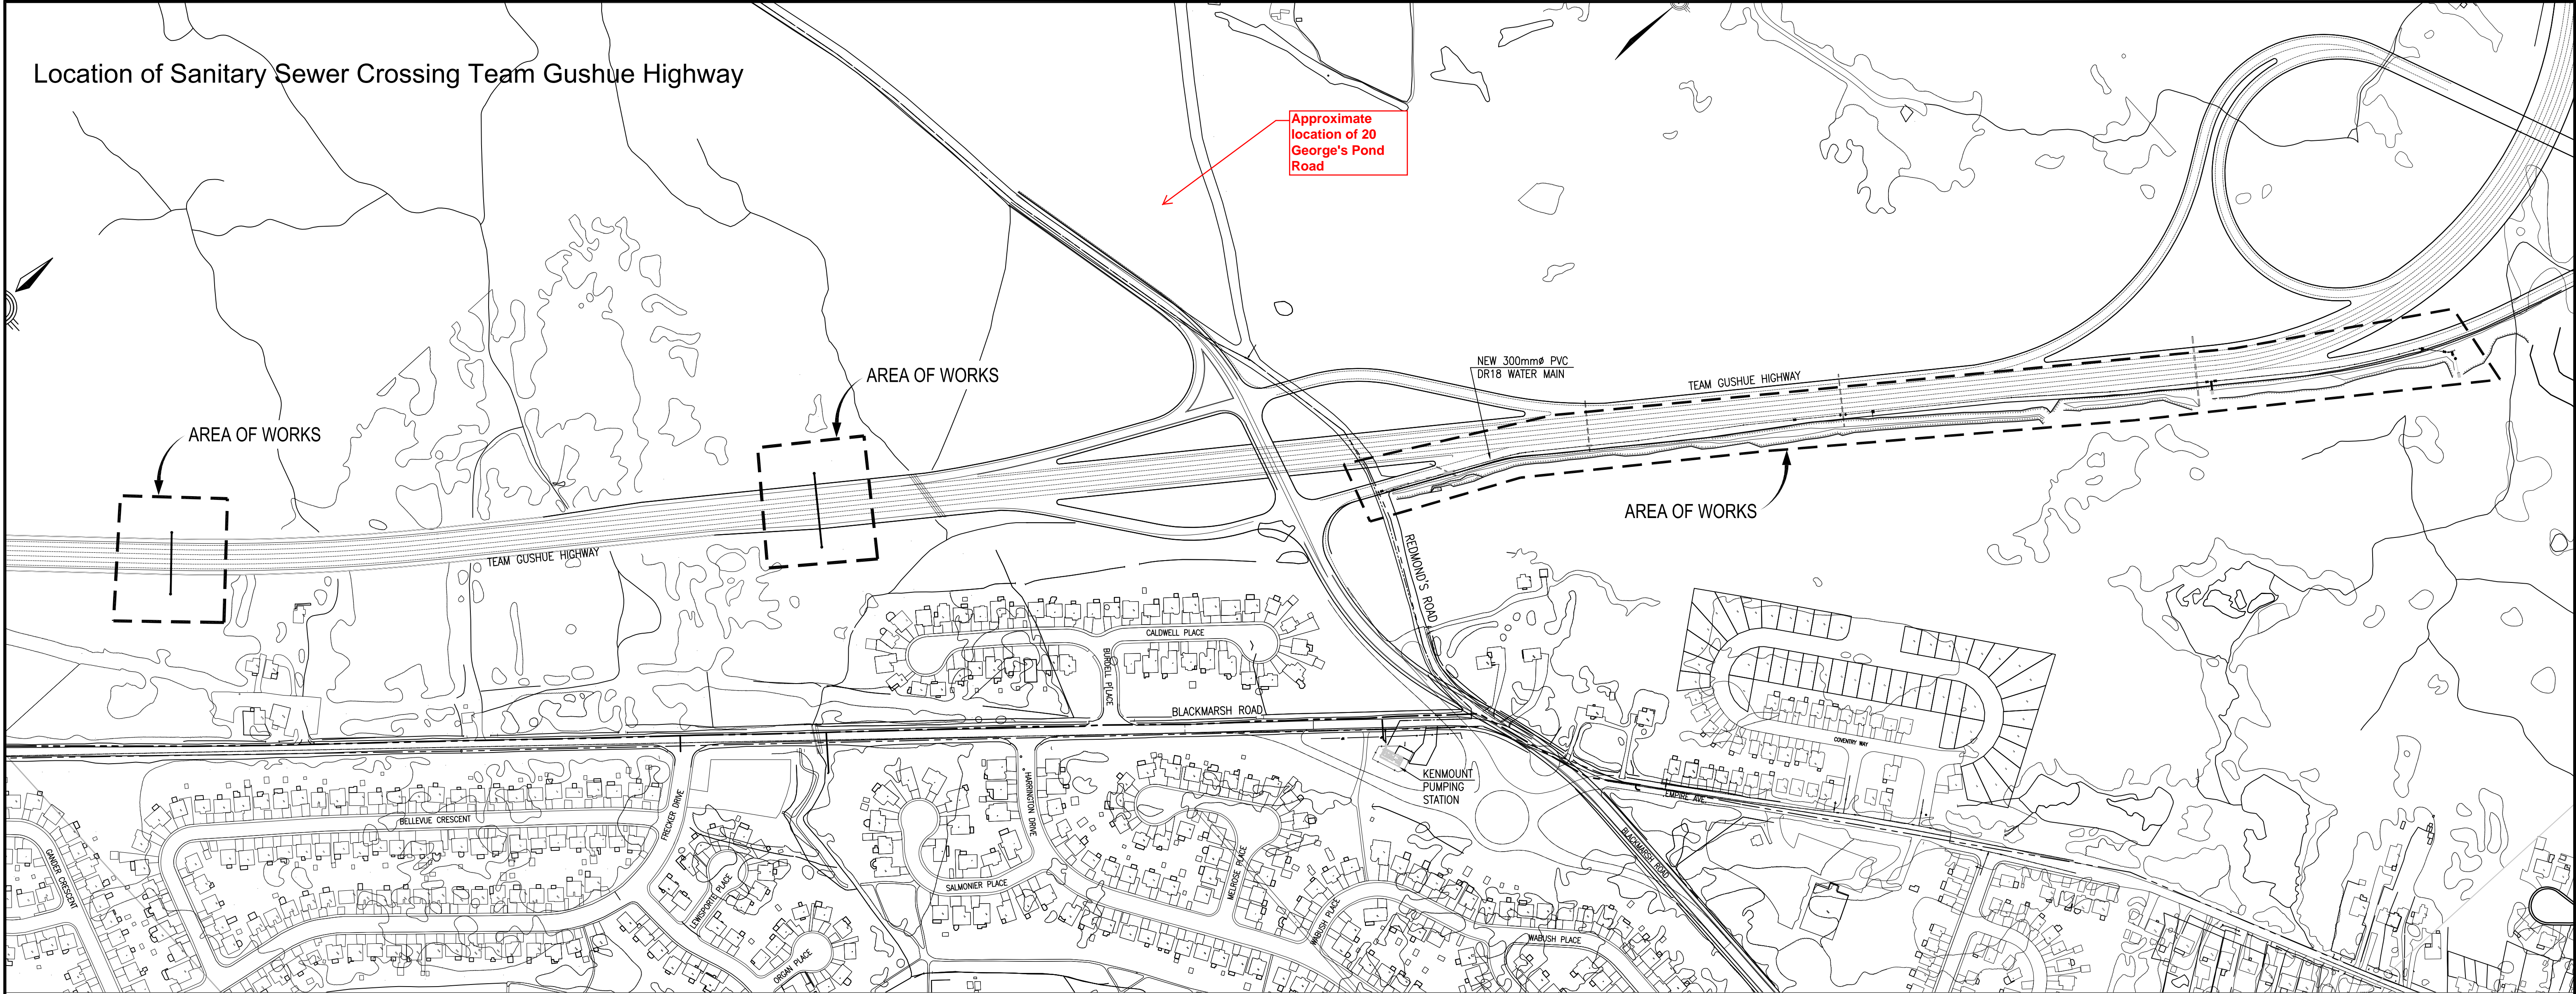 Location of Sanitary Sewer Crossing Team Gushue Highway
Approximate
location of 20
George's Pond
Road
AREA OF WORKS
AREA OF WORKS
NEW 300mmø PVC
DR18 WATER MAIN
TEAM GUSHUE HIGHWAY
AREA OF WORKS
TEAM GUSHUE HIGHWAY
REDMOND'S ROAD
CALDWELL PLACE
BURDELL PLACE
BLACKMARSH ROAD
COVENTRY WAY
KENMOUNT
PUMPING
STATION
EMPIRE AVE
HARRINGTON DRIVE
FRECKER DRIVE
BELLEVUE CRESCENT
GANDER CRESCENT
BLACKMARSH ROAD
LEWISPORTE PLACE
SALMONIER PLACE
MELROSE PLACE
WABUSH PLACE
WABUSH PLACE
ORGAN PLACE